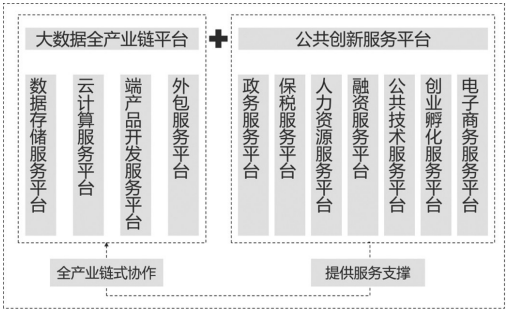 大数据全产业链平台
公共创新服务平台
数据存储服务平台
云计算服务平台
端产品开发服务平台
外包服务平台
政务服务平台
保税服务平台
人力资源服务平台
融资服务平台
公共技术服务平台
创业孵化服务平台
电子商务服务平台
全产业链式协作
提供服务支撑